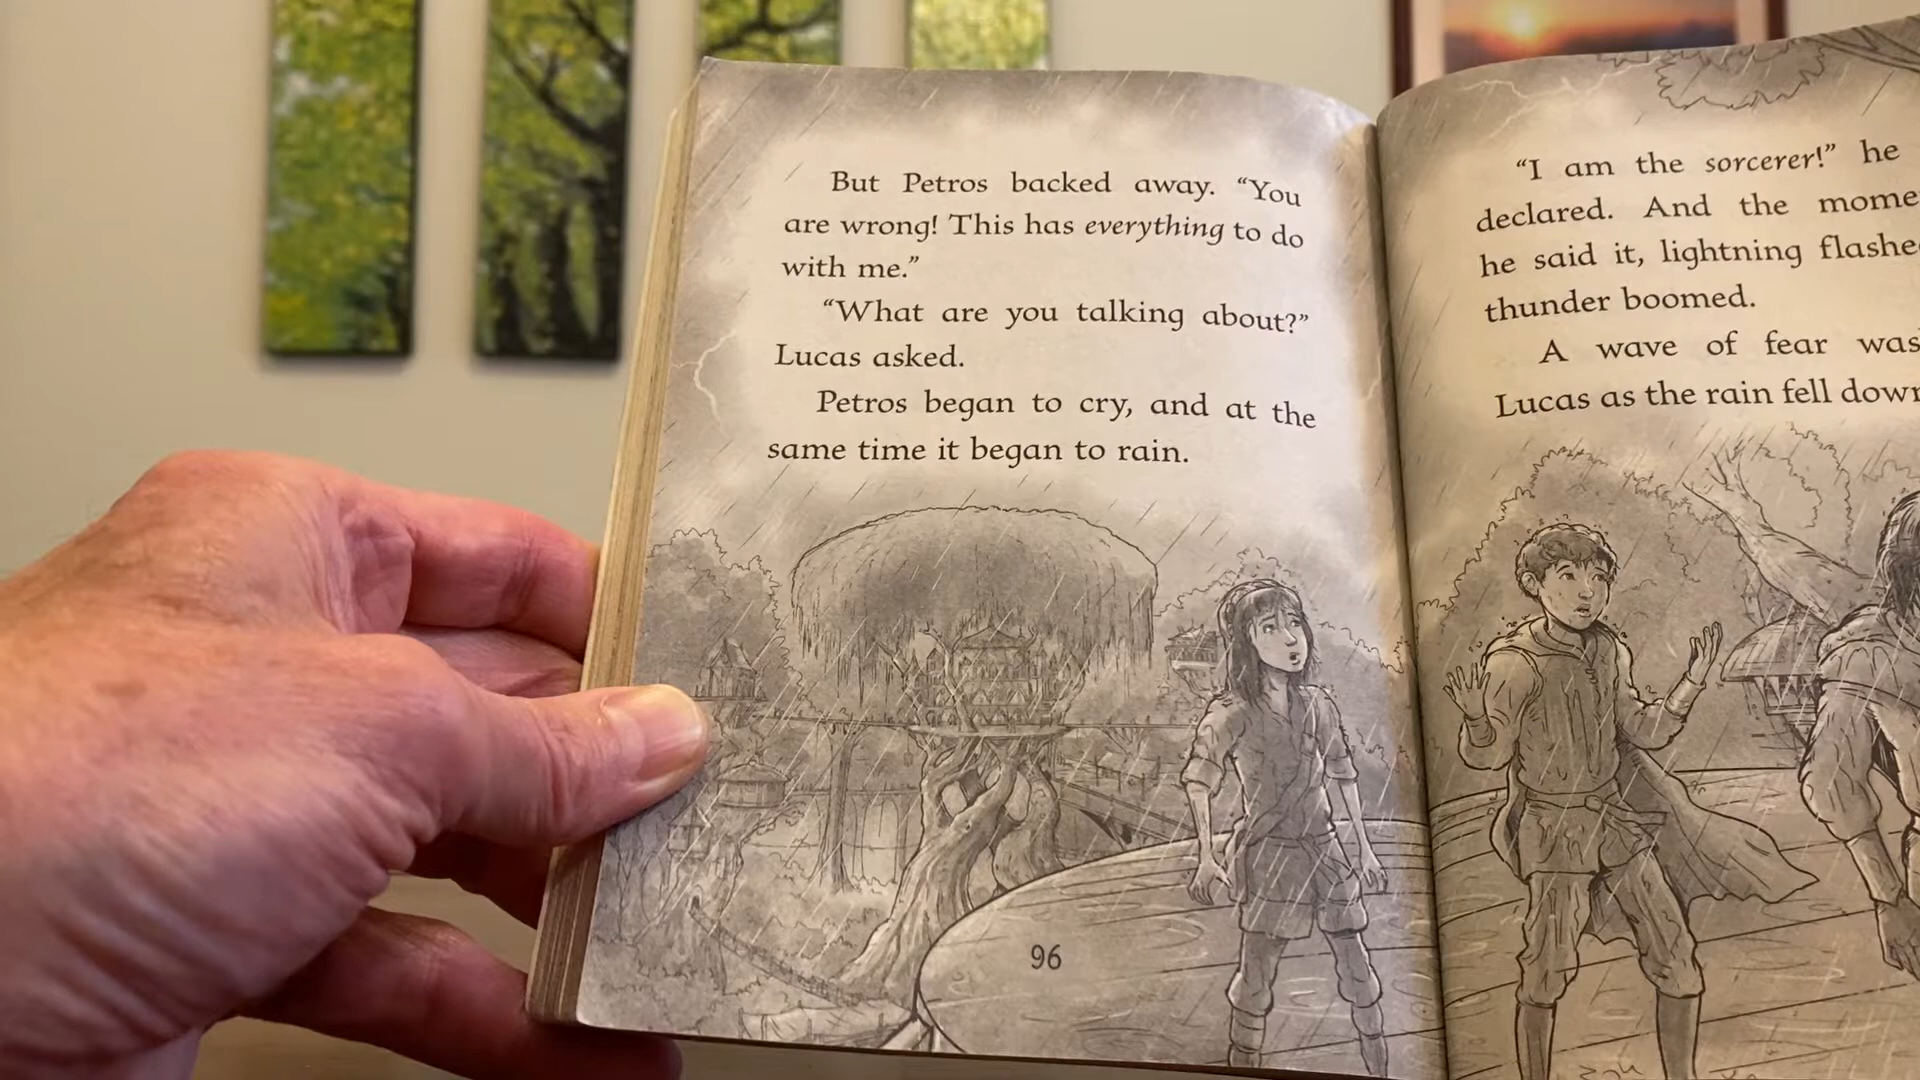 But Petros backed away. “You
are wrong! This has everything to do
with me.”
“What are you talking about?”
Lucas asked.
Petros began to cry, and at the
same time it began to rain.
96
“I am the sorcerer!” he
declared. And the
he said it, lightning
thunder boomed.
A wave of fear
Lucas as the rain fell